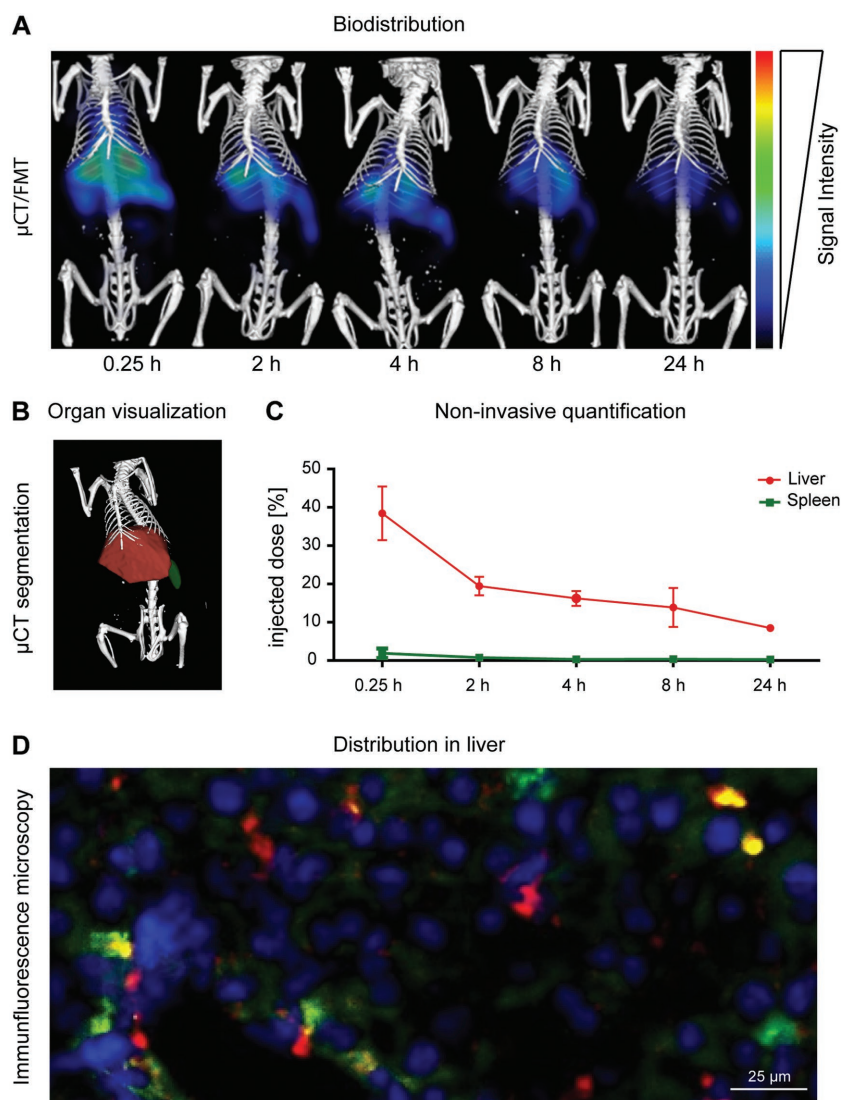 A
Biodistribution
µCT/FMT
Signal Intensity
0.25 h
2 h
4 h
8 h
24 h
B
Organ visualization
µCT segmentation
C
Non-invasive quantification
injected dose [%]
50
40
30
20
10
0
Liver
Spleen
0.25 h
2 h
4 h
8 h
24 h
D
Distribution in liver
Immunfluorescence microscopy
25 µm